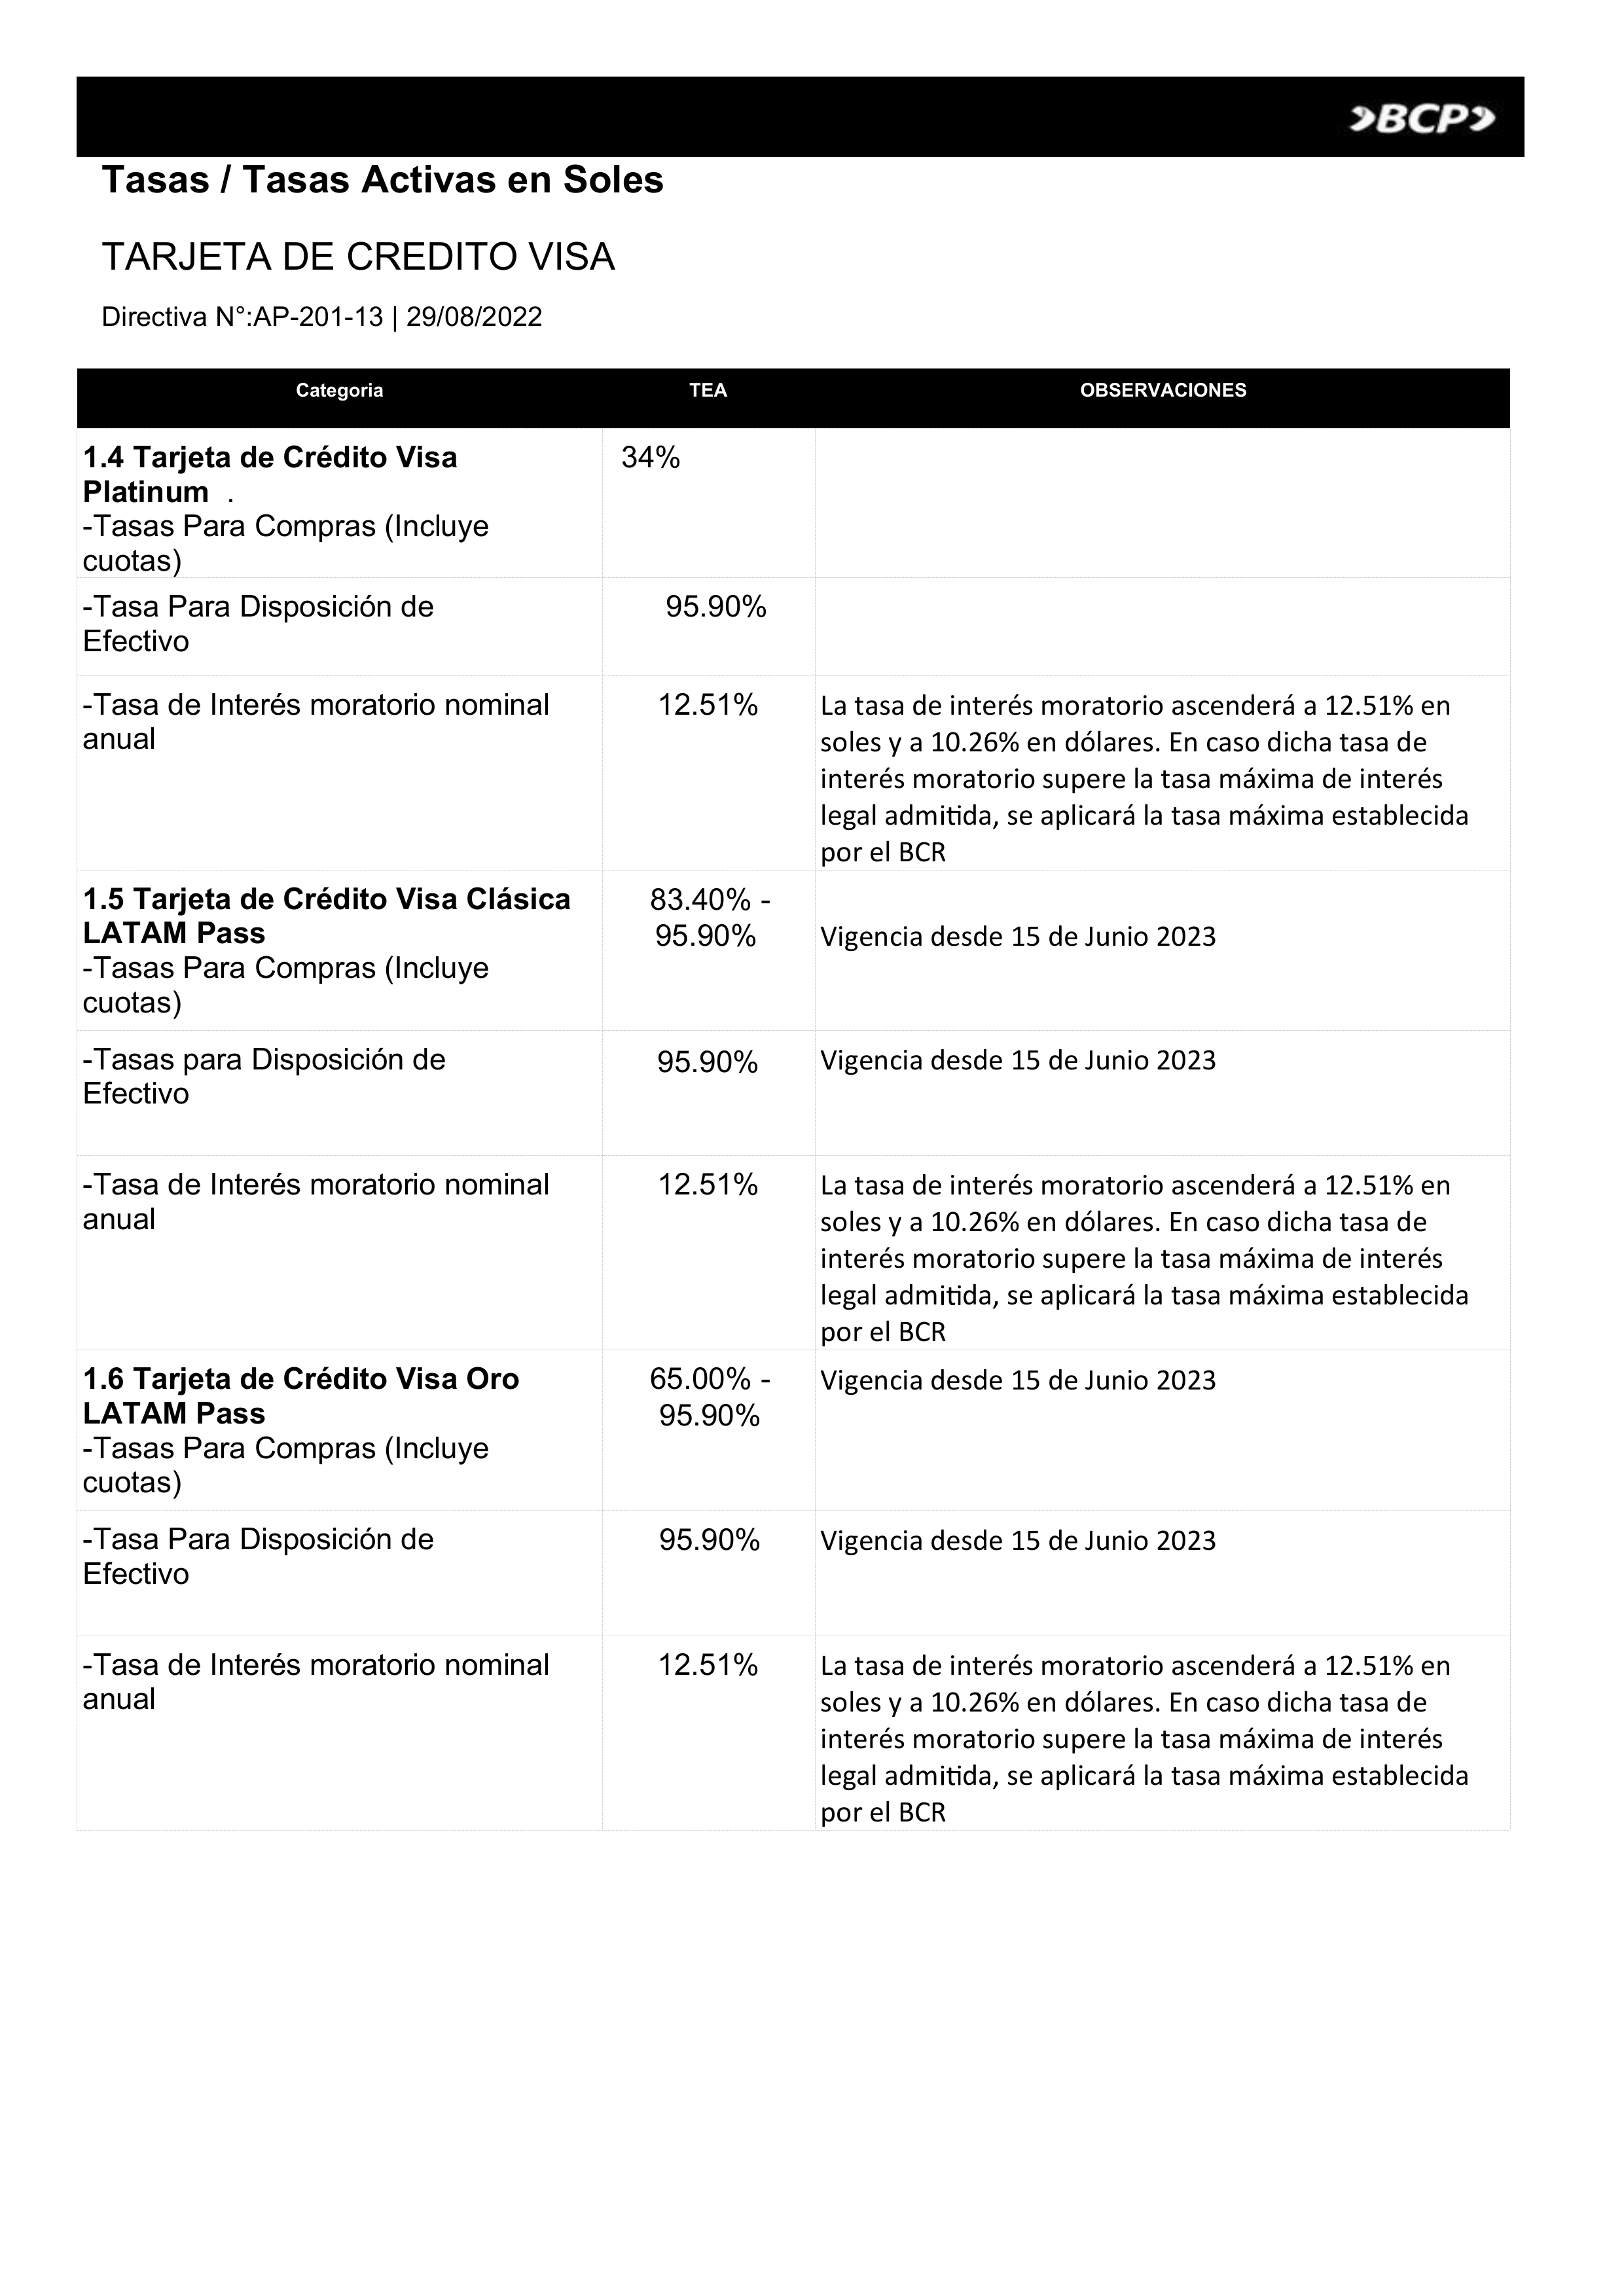 BCP
Tasas / Tasas Activas en Soles
TARJETA DE CREDITO VISA
Directiva N°:AP-201-13 | 29/08/2022
Categoria TEA OBSERVACIONES
1.4 Tarjeta de Crédito Visa
Platinum .
-Tasas Para Compras (Incluye
cuotas)
34%
-Tasa Para Disposición de
Efectivo
95.90%
-Tasa de Interés moratorio nominal
anual
12.51%
La tasa de interés moratorio ascenderá a 12.51% en
soles y a 10.26% en dólares. En caso dicha tasa de
interés moratorio supere la tasa máxima de interés
legal admitida, se aplicará la tasa máxima establecida
por el BCR
1.5 Tarjeta de Crédito Visa Clásica
LATAM Pass
-Tasas Para Compras (Incluye
cuotas)
83.40% -
95.90%
Vigencia desde 15 de Junio 2023
-Tasas para Disposición de
Efectivo
95.90%
Vigencia desde 15 de Junio 2023
-Tasa de Interés moratorio nominal
anual
12.51%
La tasa de interés moratorio ascenderá a 12.51% en
soles y a 10.26% en dólares. En caso dicha tasa de
interés moratorio supere la tasa máxima de interés
legal admitida, se aplicará la tasa máxima establecida
por el BCR
1.6 Tarjeta de Crédito Visa Oro
LATAM Pass
-Tasas Para Compras (Incluye
cuotas)
65.00% -
95.90%
Vigencia desde 15 de Junio 2023
-Tasa Para Disposición de
Efectivo
95.90%
Vigencia desde 15 de Junio 2023
-Tasa de Interés moratorio nominal
anual
12.51%
La tasa de interés moratorio ascenderá a 12.51% en
soles y a 10.26% en dólares. En caso dicha tasa de
interés moratorio supere la tasa máxima de interés
legal admitida, se aplicará la tasa máxima establecida
por el BCR